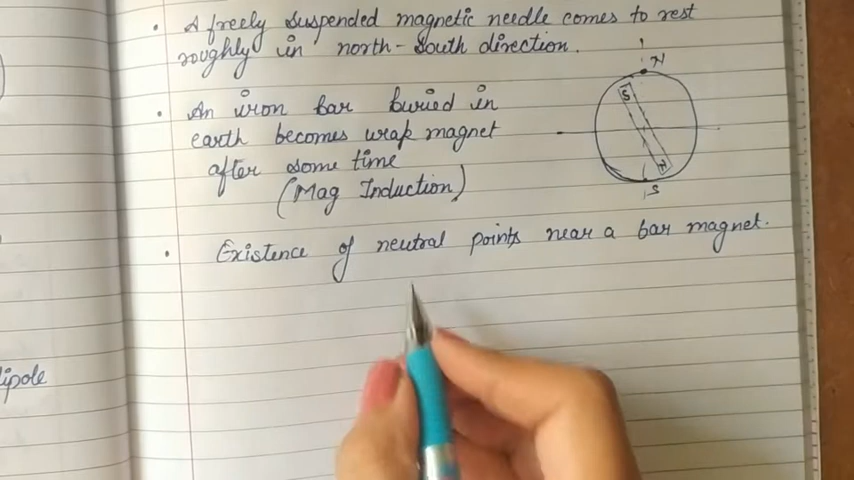 A freely suspended magnetic needle comes to rest
roughly in north-south direction.
N
S
An iron bar buried in
earth becomes wrap magnet
after some time
(Mag Induction)
N
S
Existence of neutral points near a bar magnet.
ipole